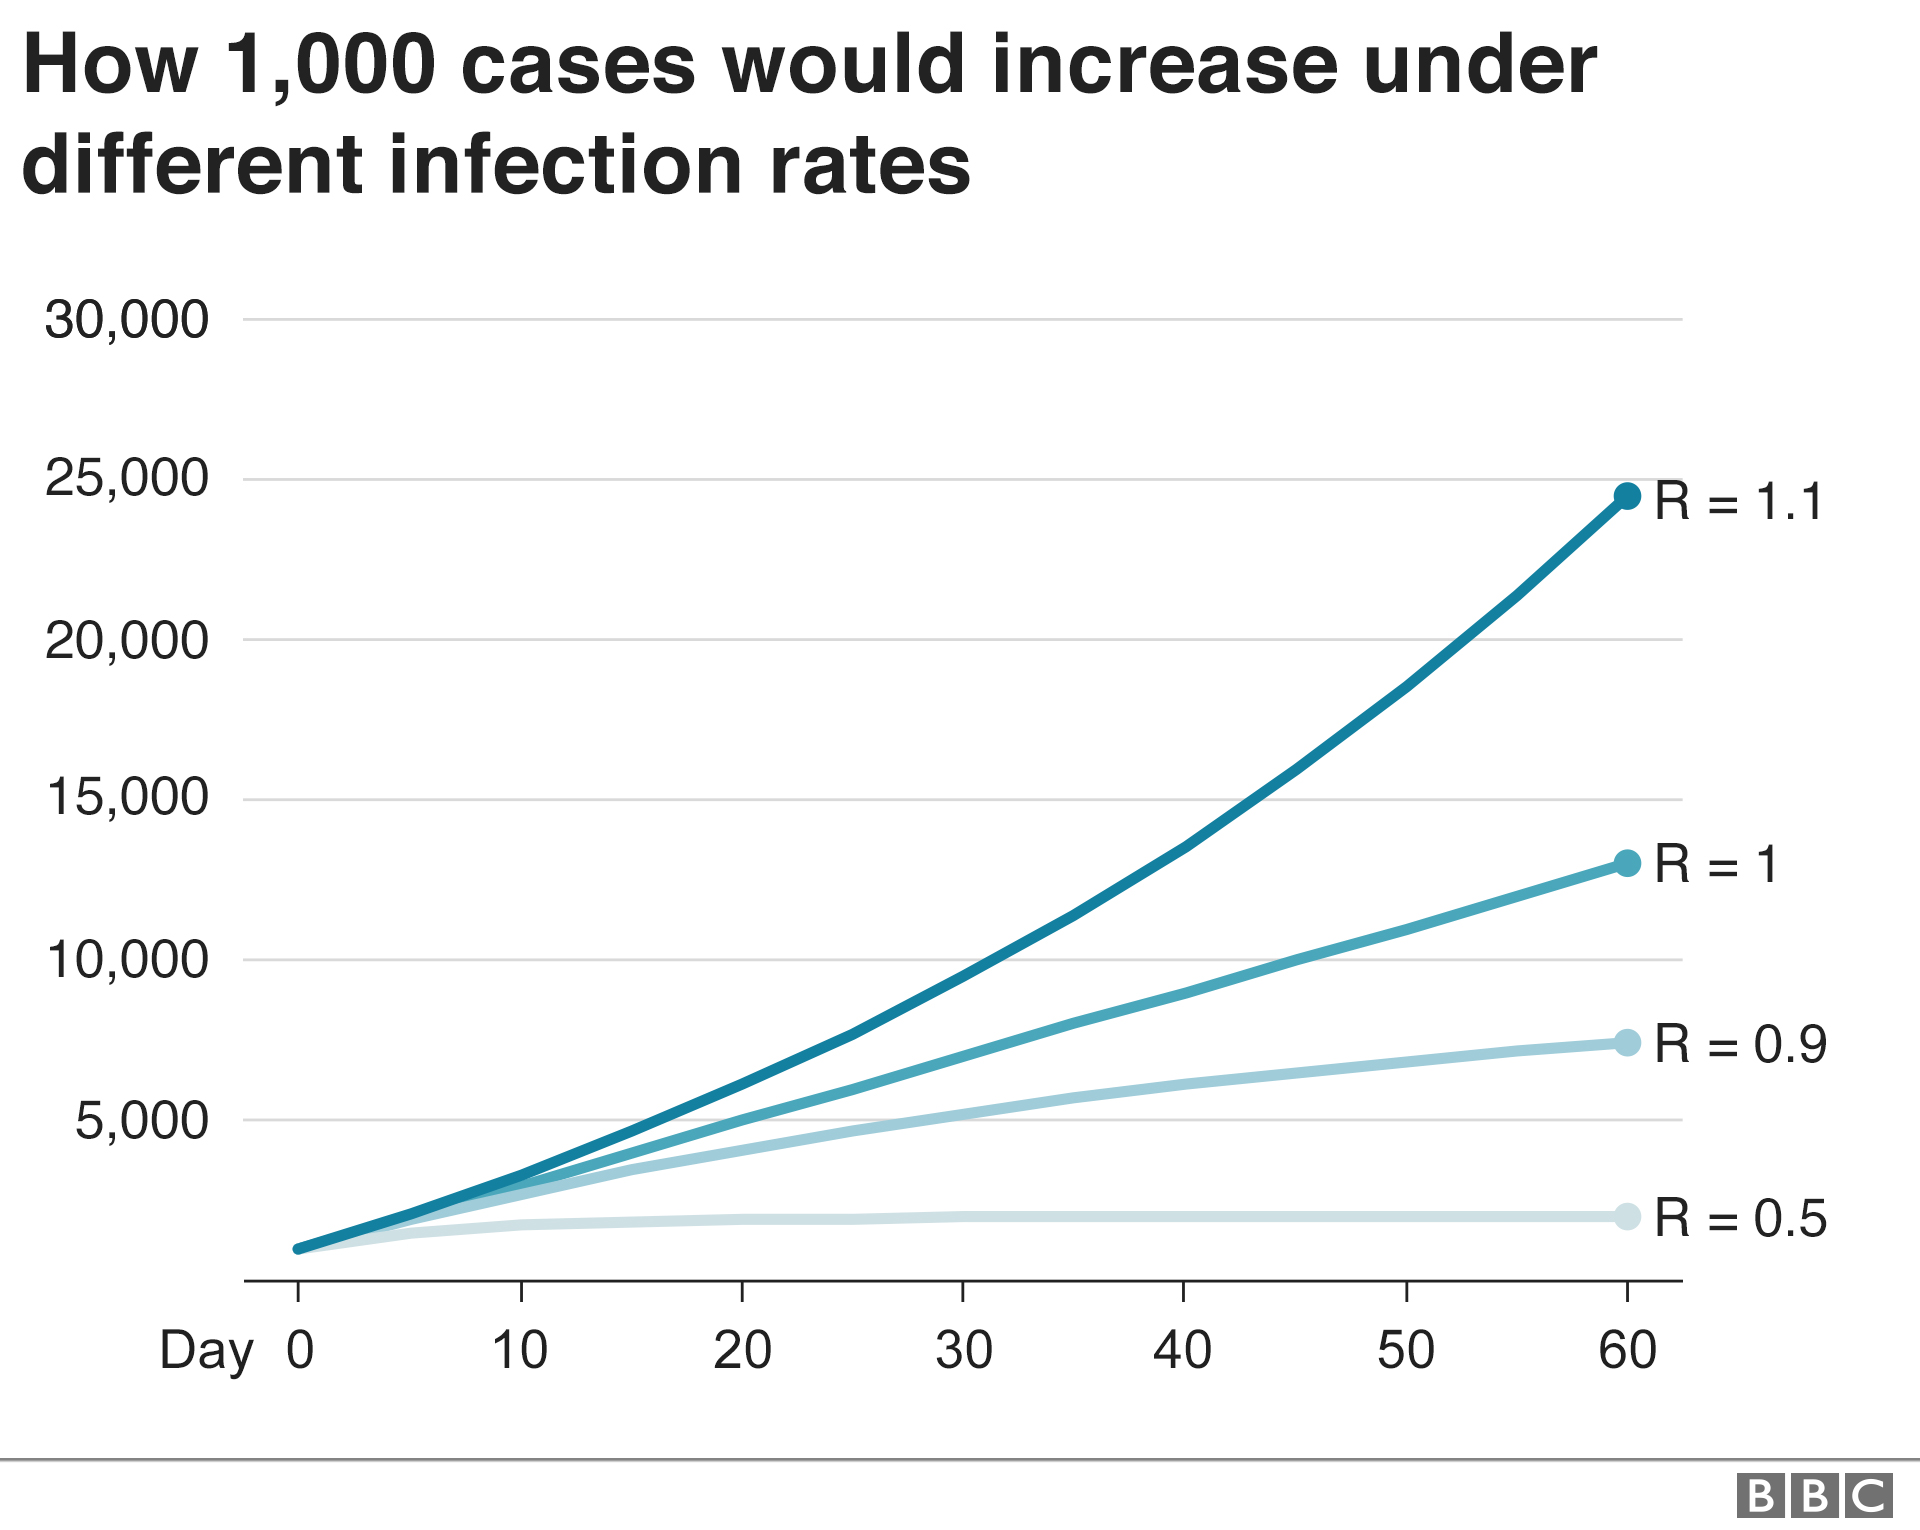 How 1,000 cases would increase under
different infection rates
30,000
25,000
R = 1.1
20,000
15,000
R = 1
10,000
R = 0.9
5,000
R = 0.5
Day 0 10 20 30 40 50 60
BBC